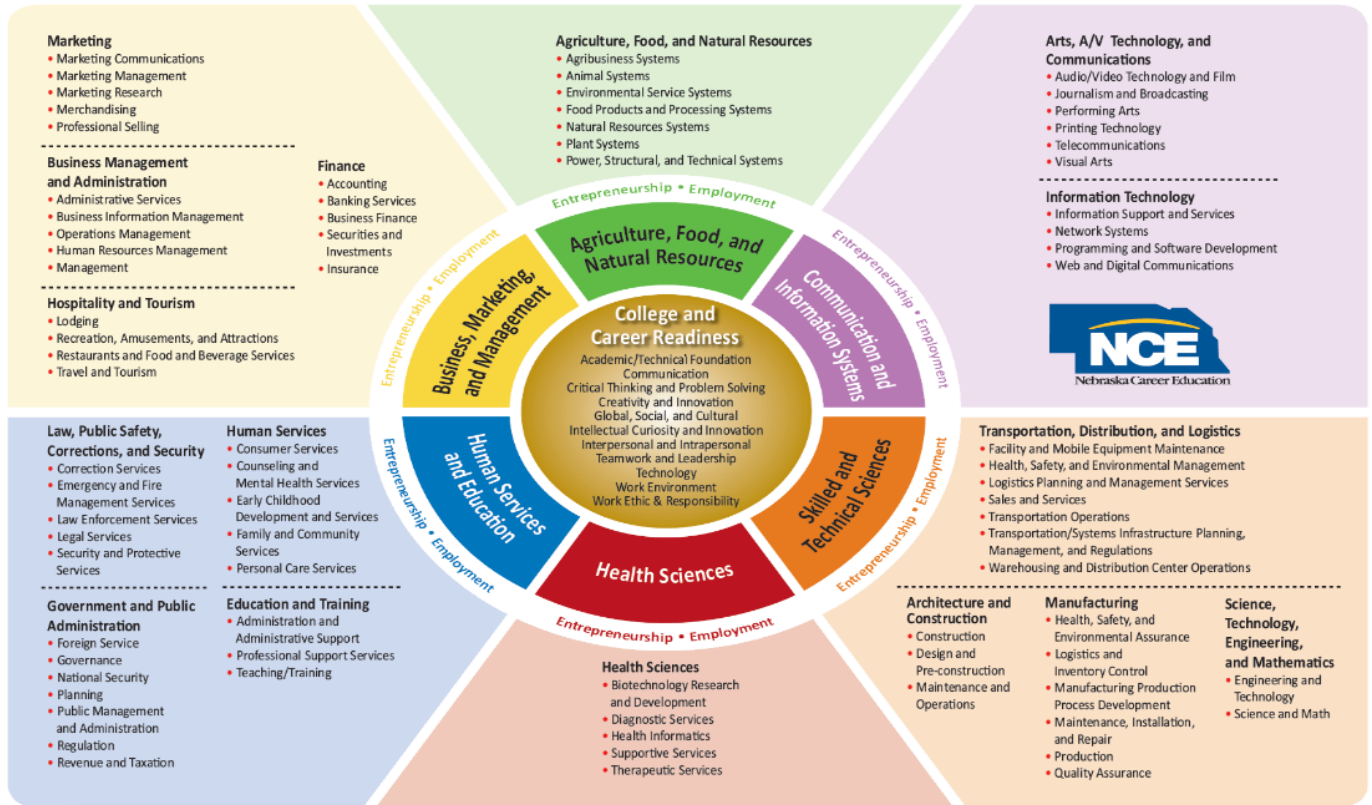 Marketing
• Marketing Communications
• Marketing Management
• Marketing Research
• Merchandising
• Professional Selling
Business Management
and Administration
• Administrative Services
• Business Information Management
• Operations Management
• Human Resources Management
• Management
Finance
• Accounting
• Banking Services
• Business Finance
• Securities and
Investments
• Insurance
Hospitality and Tourism
• Lodging
• Recreation, Amusements, and Attractions
• Restaurants and Food and Beverage Services
• Travel and Tourism
Agriculture, Food, and Natural Resources
• Agribusiness Systems
• Animal Systems
• Environmental Service Systems
• Food Products and Processing Systems
• Natural Resources Systems
• Plant Systems
• Power, Structural, and Technical Systems
Arts, A/V Technology, and
Communications
• Audio/Video Technology and Film
• Journalism and Broadcasting
• Performing Arts
• Printing Technology
• Telecommunications
• Visual Arts
Information Technology
• Information Support and Services
• Network Systems
• Programming and Software Development
• Web and Digital Communications
NCE
Nebraska Career Education
Entrepreneurship • Employment
Business, Marketing,
and Management
Entrepreneurship • Employment
Agriculture, Food, and
Natural Resources
Entrepreneurship • Employment
Communication and
Information Systems
College and
Career Readiness
Academic/Technical Foundation
Communication
Critical Thinking and Problem Solving
Creativity and Innovation
Global, Social, and Cultural
Intellectual Curiosity and Innovation
Interpersonal and Intrapersonal
Teamwork and Leadership
Technology
Work Environment
Work Ethic & Responsibility
Entrepreneurship • Employment
Human Services
and Education
Health Sciences
Entrepreneurship • Employment
Skilled and
Technical Sciences
Entrepreneurship • Employment
Law, Public Safety,
Corrections, and Security
• Correction Services
• Emergency and Fire
Management Services
• Law Enforcement Services
• Legal Services
• Security and Protective
Services
Human Services
• Consumer Services
• Counseling and
Mental Health Services
• Early Childhood
Development and Services
• Family and Community
Services
• Personal Care Services
Government and Public
Administration
• Foreign Service
• Governance
• National Security
• Planning
• Public Management
and Administration
• Regulation
• Revenue and Taxation
Education and Training
• Administration and
Administrative Support
• Professional Support Services
• Teaching/Training
Health Sciences
• Biotechnology Research
and Development
• Diagnostic Services
• Health Informatics
• Supportive Services
• Therapeutic Services
Transportation, Distribution, and Logistics
• Facility and Mobile Equipment Maintenance
• Health, Safety, and Environmental Management
• Logistics Planning and Management Services
• Sales and Services
• Transportation Operations
• Transportation/Systems Infrastructure Planning,
Management, and Regulations
• Warehousing and Distribution Center Operations
Architecture and
Construction
• Construction
• Design and
Pre-construction
• Maintenance and
Operations
Manufacturing
• Health, Safety, and
Environmental Assurance
• Logistics and
Inventory Control
• Manufacturing Production
Process Development
• Maintenance, Installation,
and Repair
• Production
• Quality Assurance
Science,
Technology,
Engineering,
and Mathematics
• Engineering and
Technology
• Science and Math